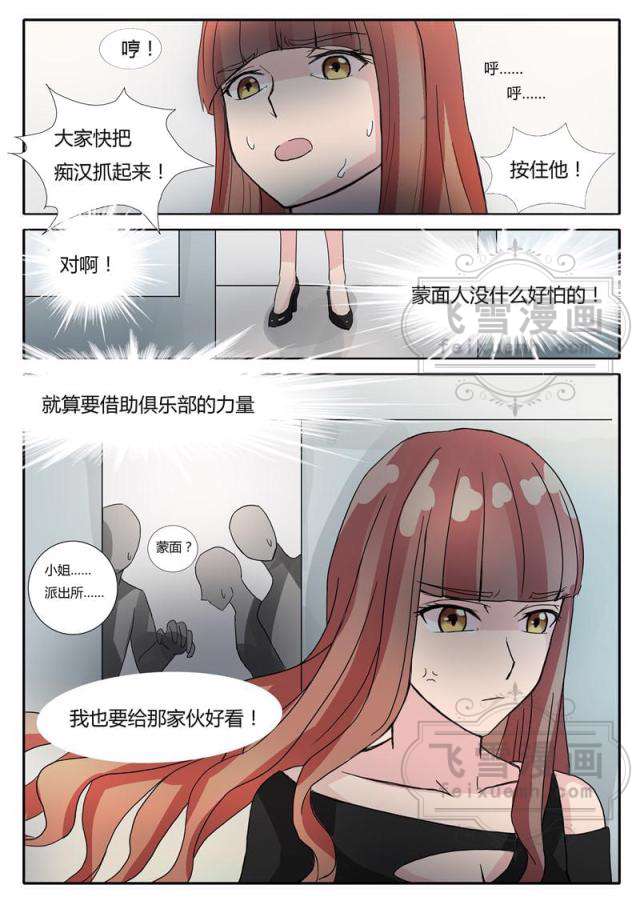 哼！
呼……
呼……
大家快把
痴汉抓起来！
按住他！
对啊！
蒙面人没什么好怕的！
飞雪漫画
feixuemh.com
就算要借助俱乐部的力量
蒙面？
小姐……
派出所……
我也要给那家伙好看！
飞雪漫画
feixuemh.com